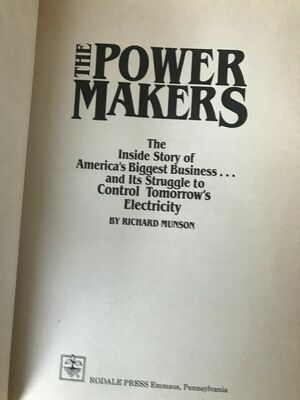 THE POWER
MAKERS
The
Inside Story of
America's Biggest Business...
and Its Struggle to
Control Tomorrow's
Electricity
BY RICHARD MUNSON
RODALE PRESS Emmaus, Pennsylvania